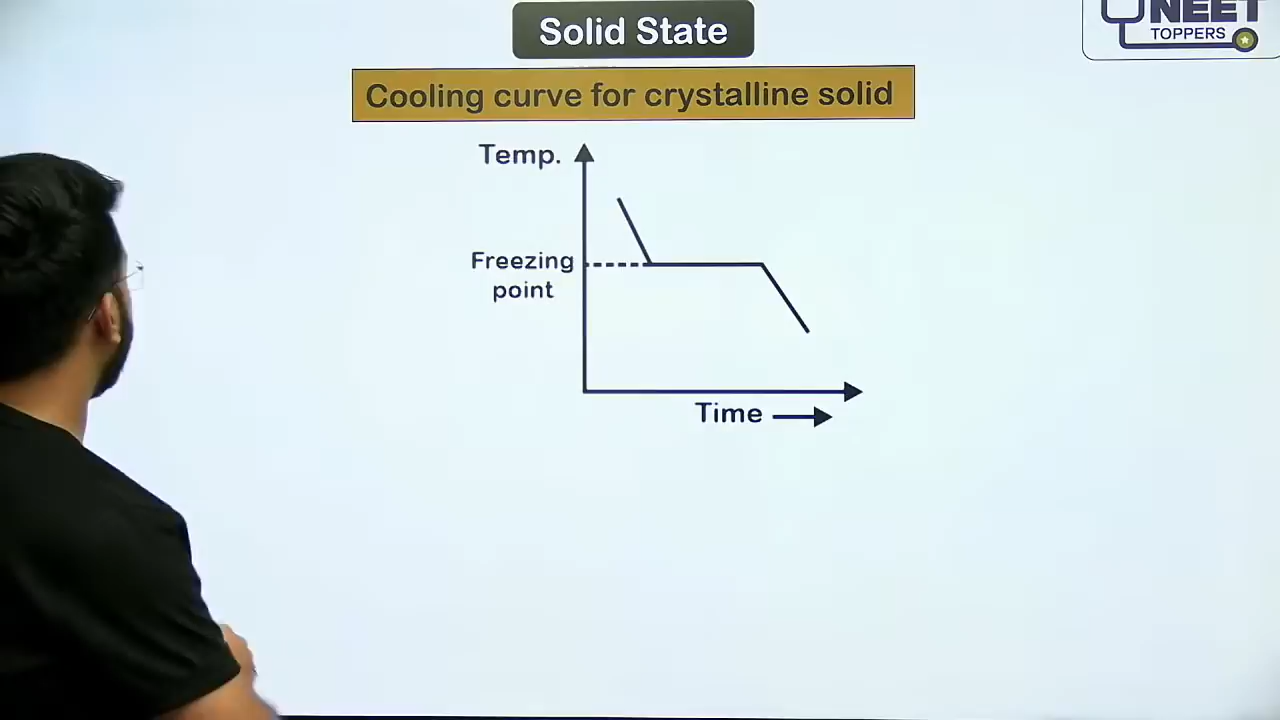 Solid State
NEET
TOPPERS
Cooling curve for crystalline solid
Temp.
Freezing
point
Time